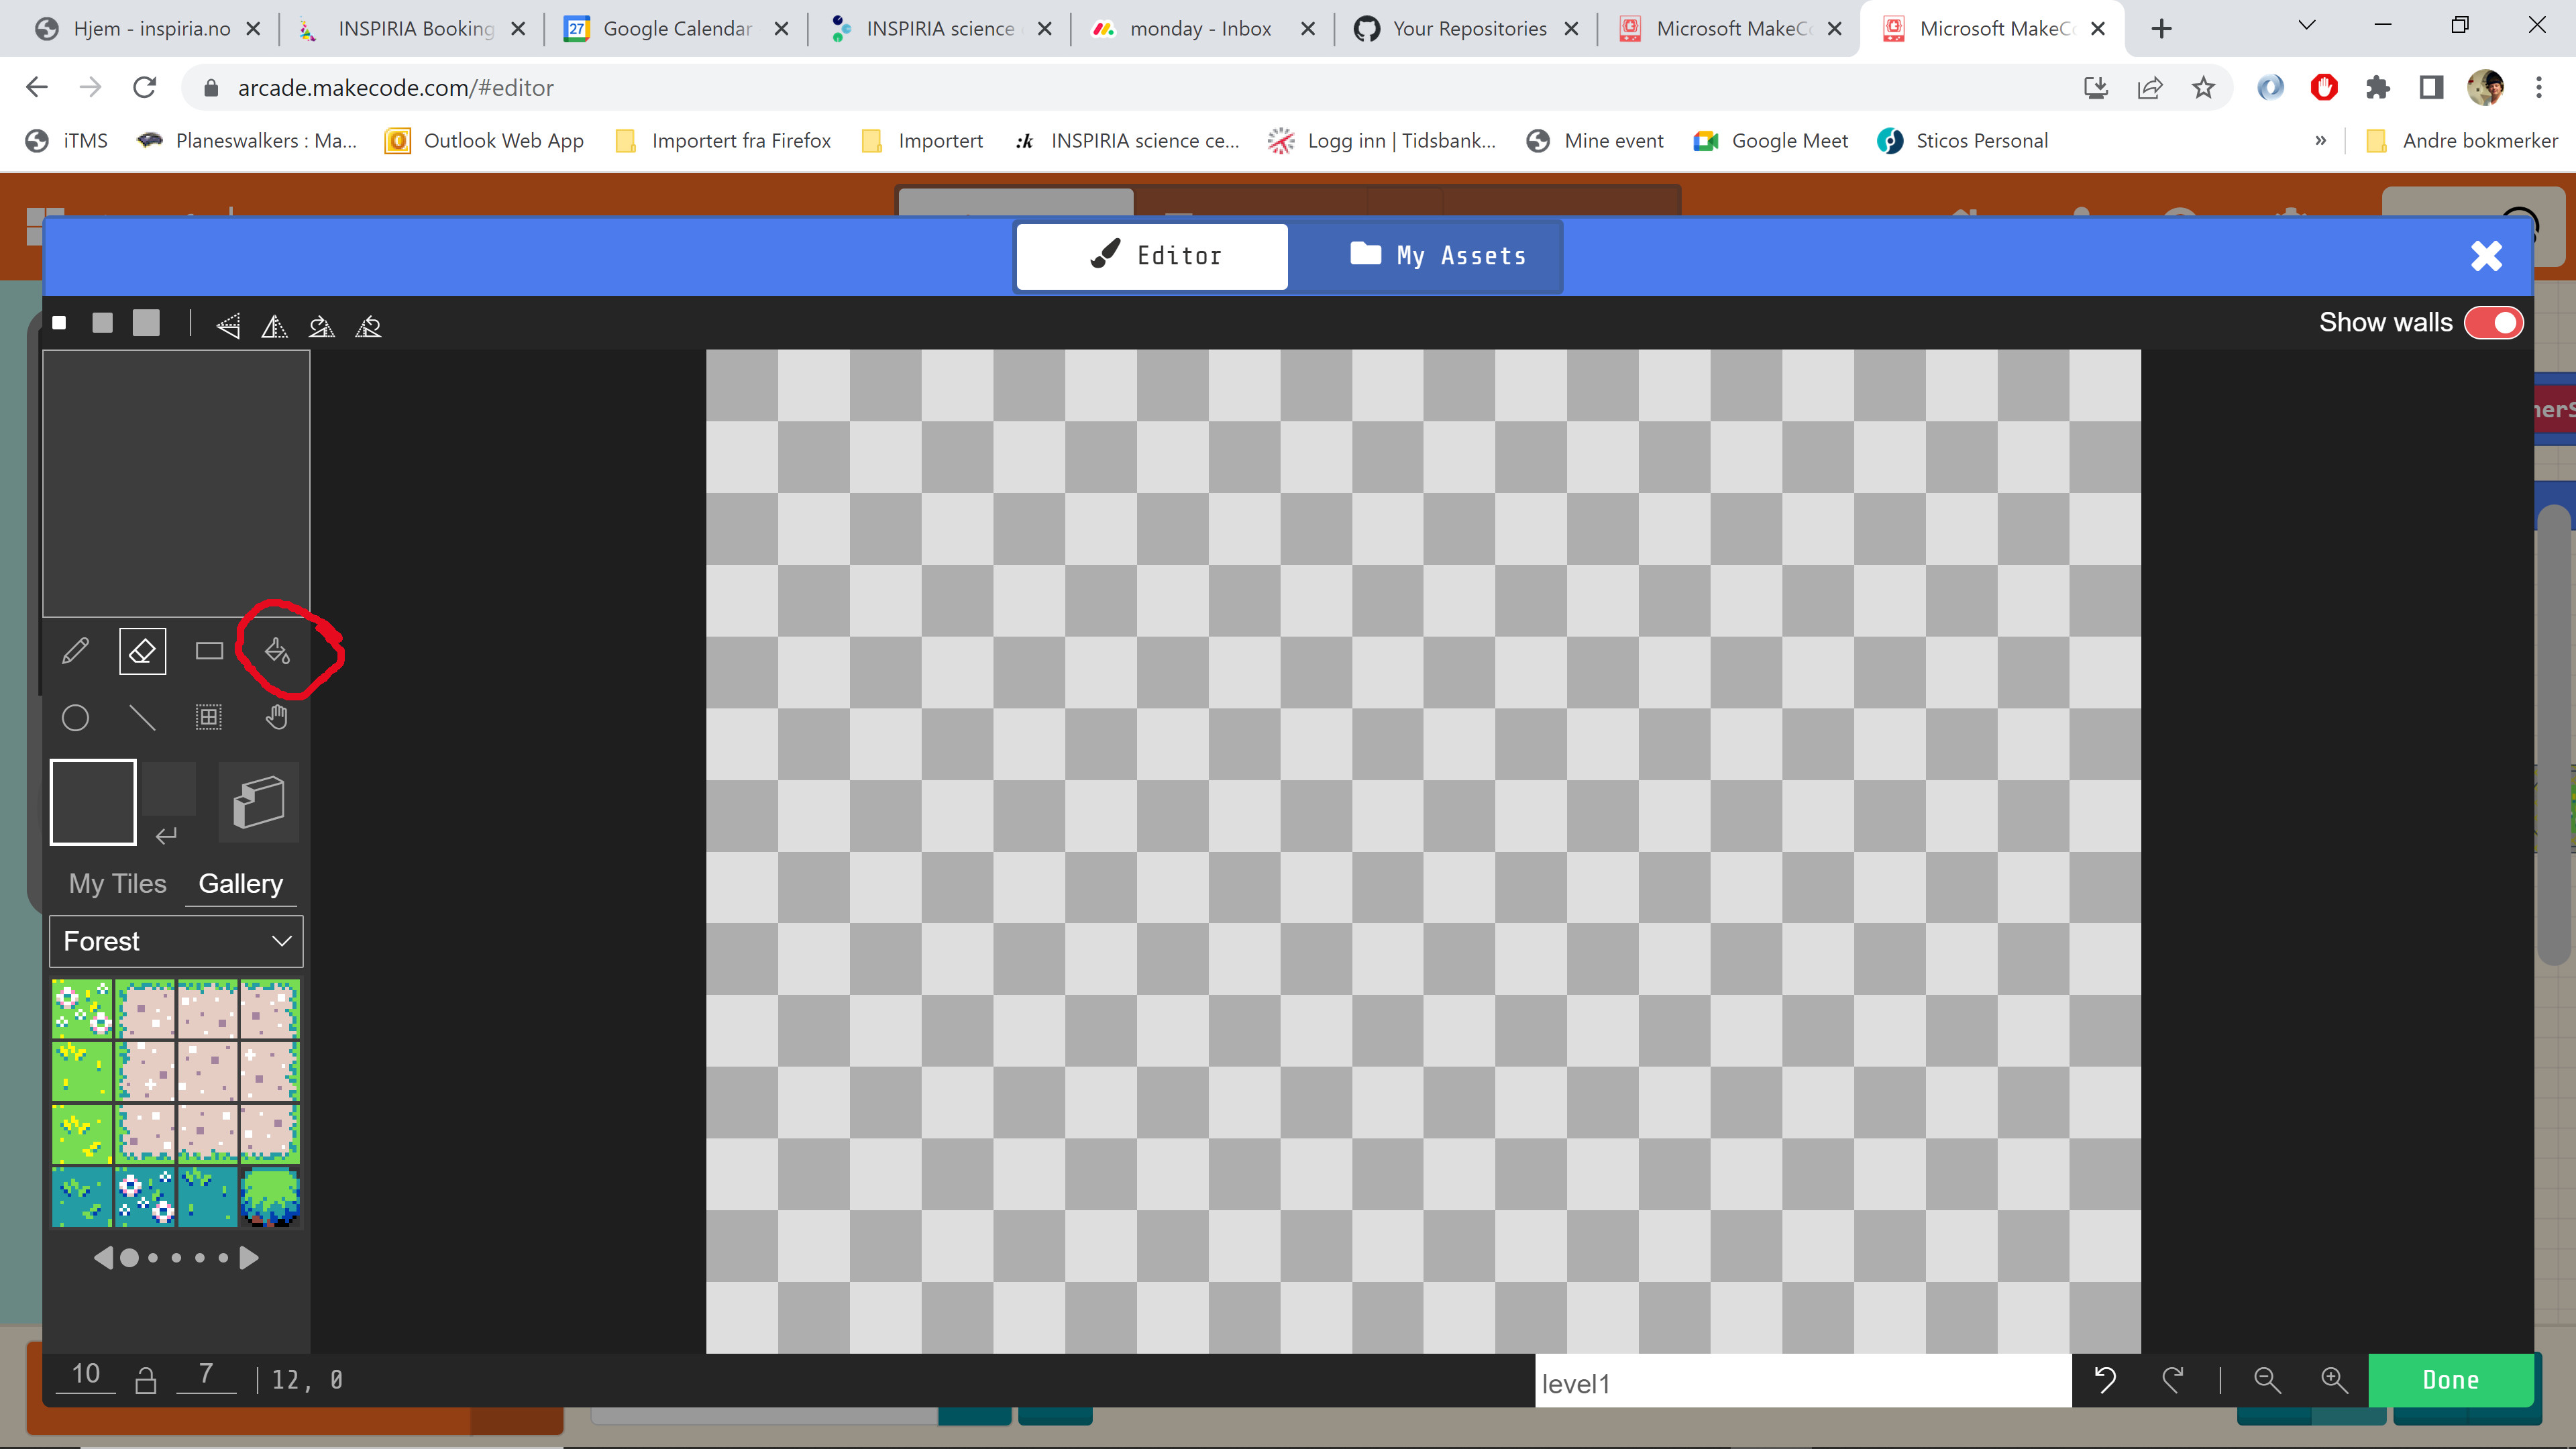 Hjem - inspiria.no
INSPIRIA Booking
27
Google Calendar
INSPIRIA science
monday - Inbox
Your Repositories
Microsoft MakeCo
Microsoft MakeC
arcade.makecode.com/#editor
iTMS
Planeswalkers : Ma...
Outlook Web App
Importert fra Firefox
Importert
:k
INSPIRIA science ce...
Logg inn | Tidsbank...
Mine event
Google Meet
Sticos Personal
»
Andre bokmerker
Editor
My Assets
Show walls
My Tiles
Gallery
Forest
10
7
12, 0
level1
Done